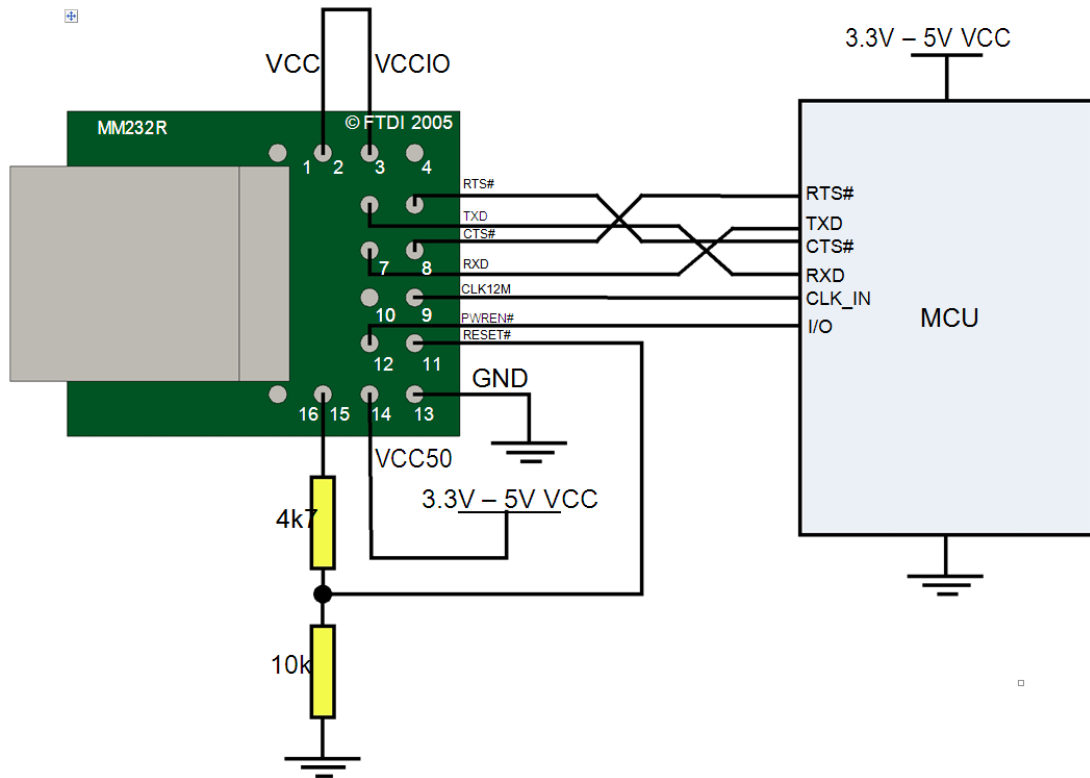 3.3V – 5V VCC
VCC VCCIO
MM232R © FTDI 2005
1 2 3 4
RTS#
TXD
CTS#
7 8 RXD
10 9 CLK12M
PWREN#
12 11 RESET#
16 15 14 13 GND
VCC50
3.3V – 5V VCC
4k7
10k
RTS#
TXD
CTS#
RXD
CLK_IN
I/O
MCU